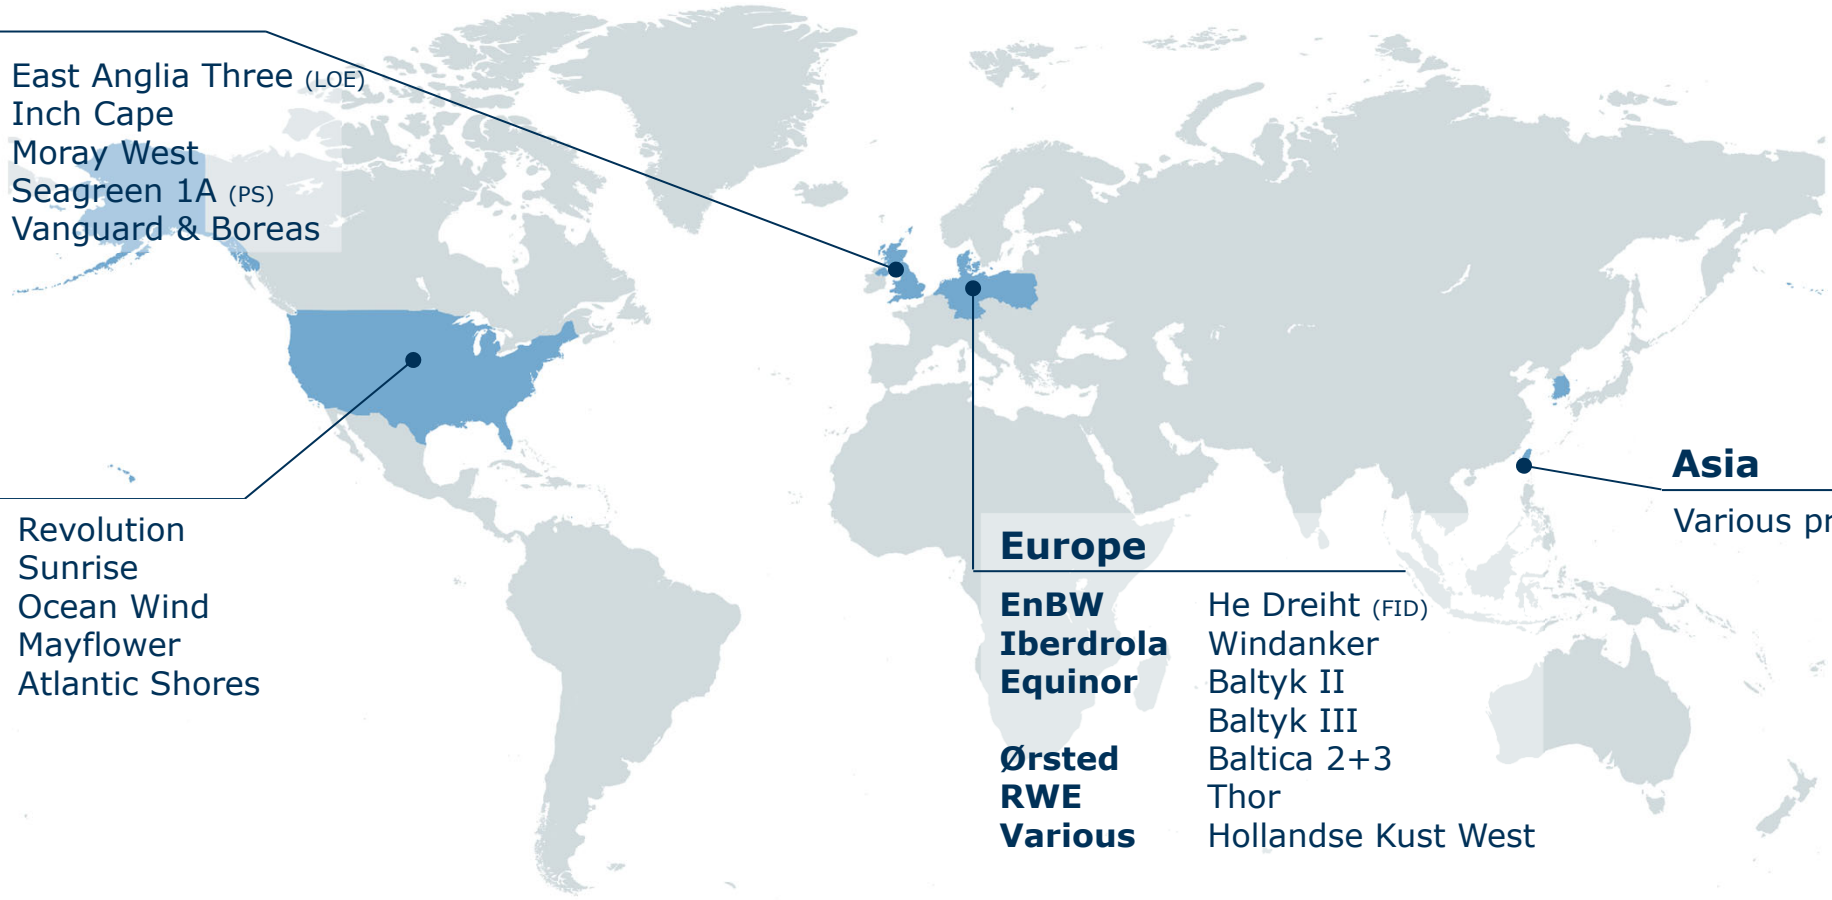 East Anglia Three (LOE)
Inch Cape
Moray West
Seagreen 1A (PS)
Vanguard & Boreas
Revolution
Sunrise
Ocean Wind
Mayflower
Atlantic Shores
Europe
EnBW He Dreiht (FID)
Iberdrola Windanker
Equinor Baltyk II
Baltyk III
Ørsted Baltica 2+3
RWE Thor
Various Hollandse Kust West
Asia
Various pr